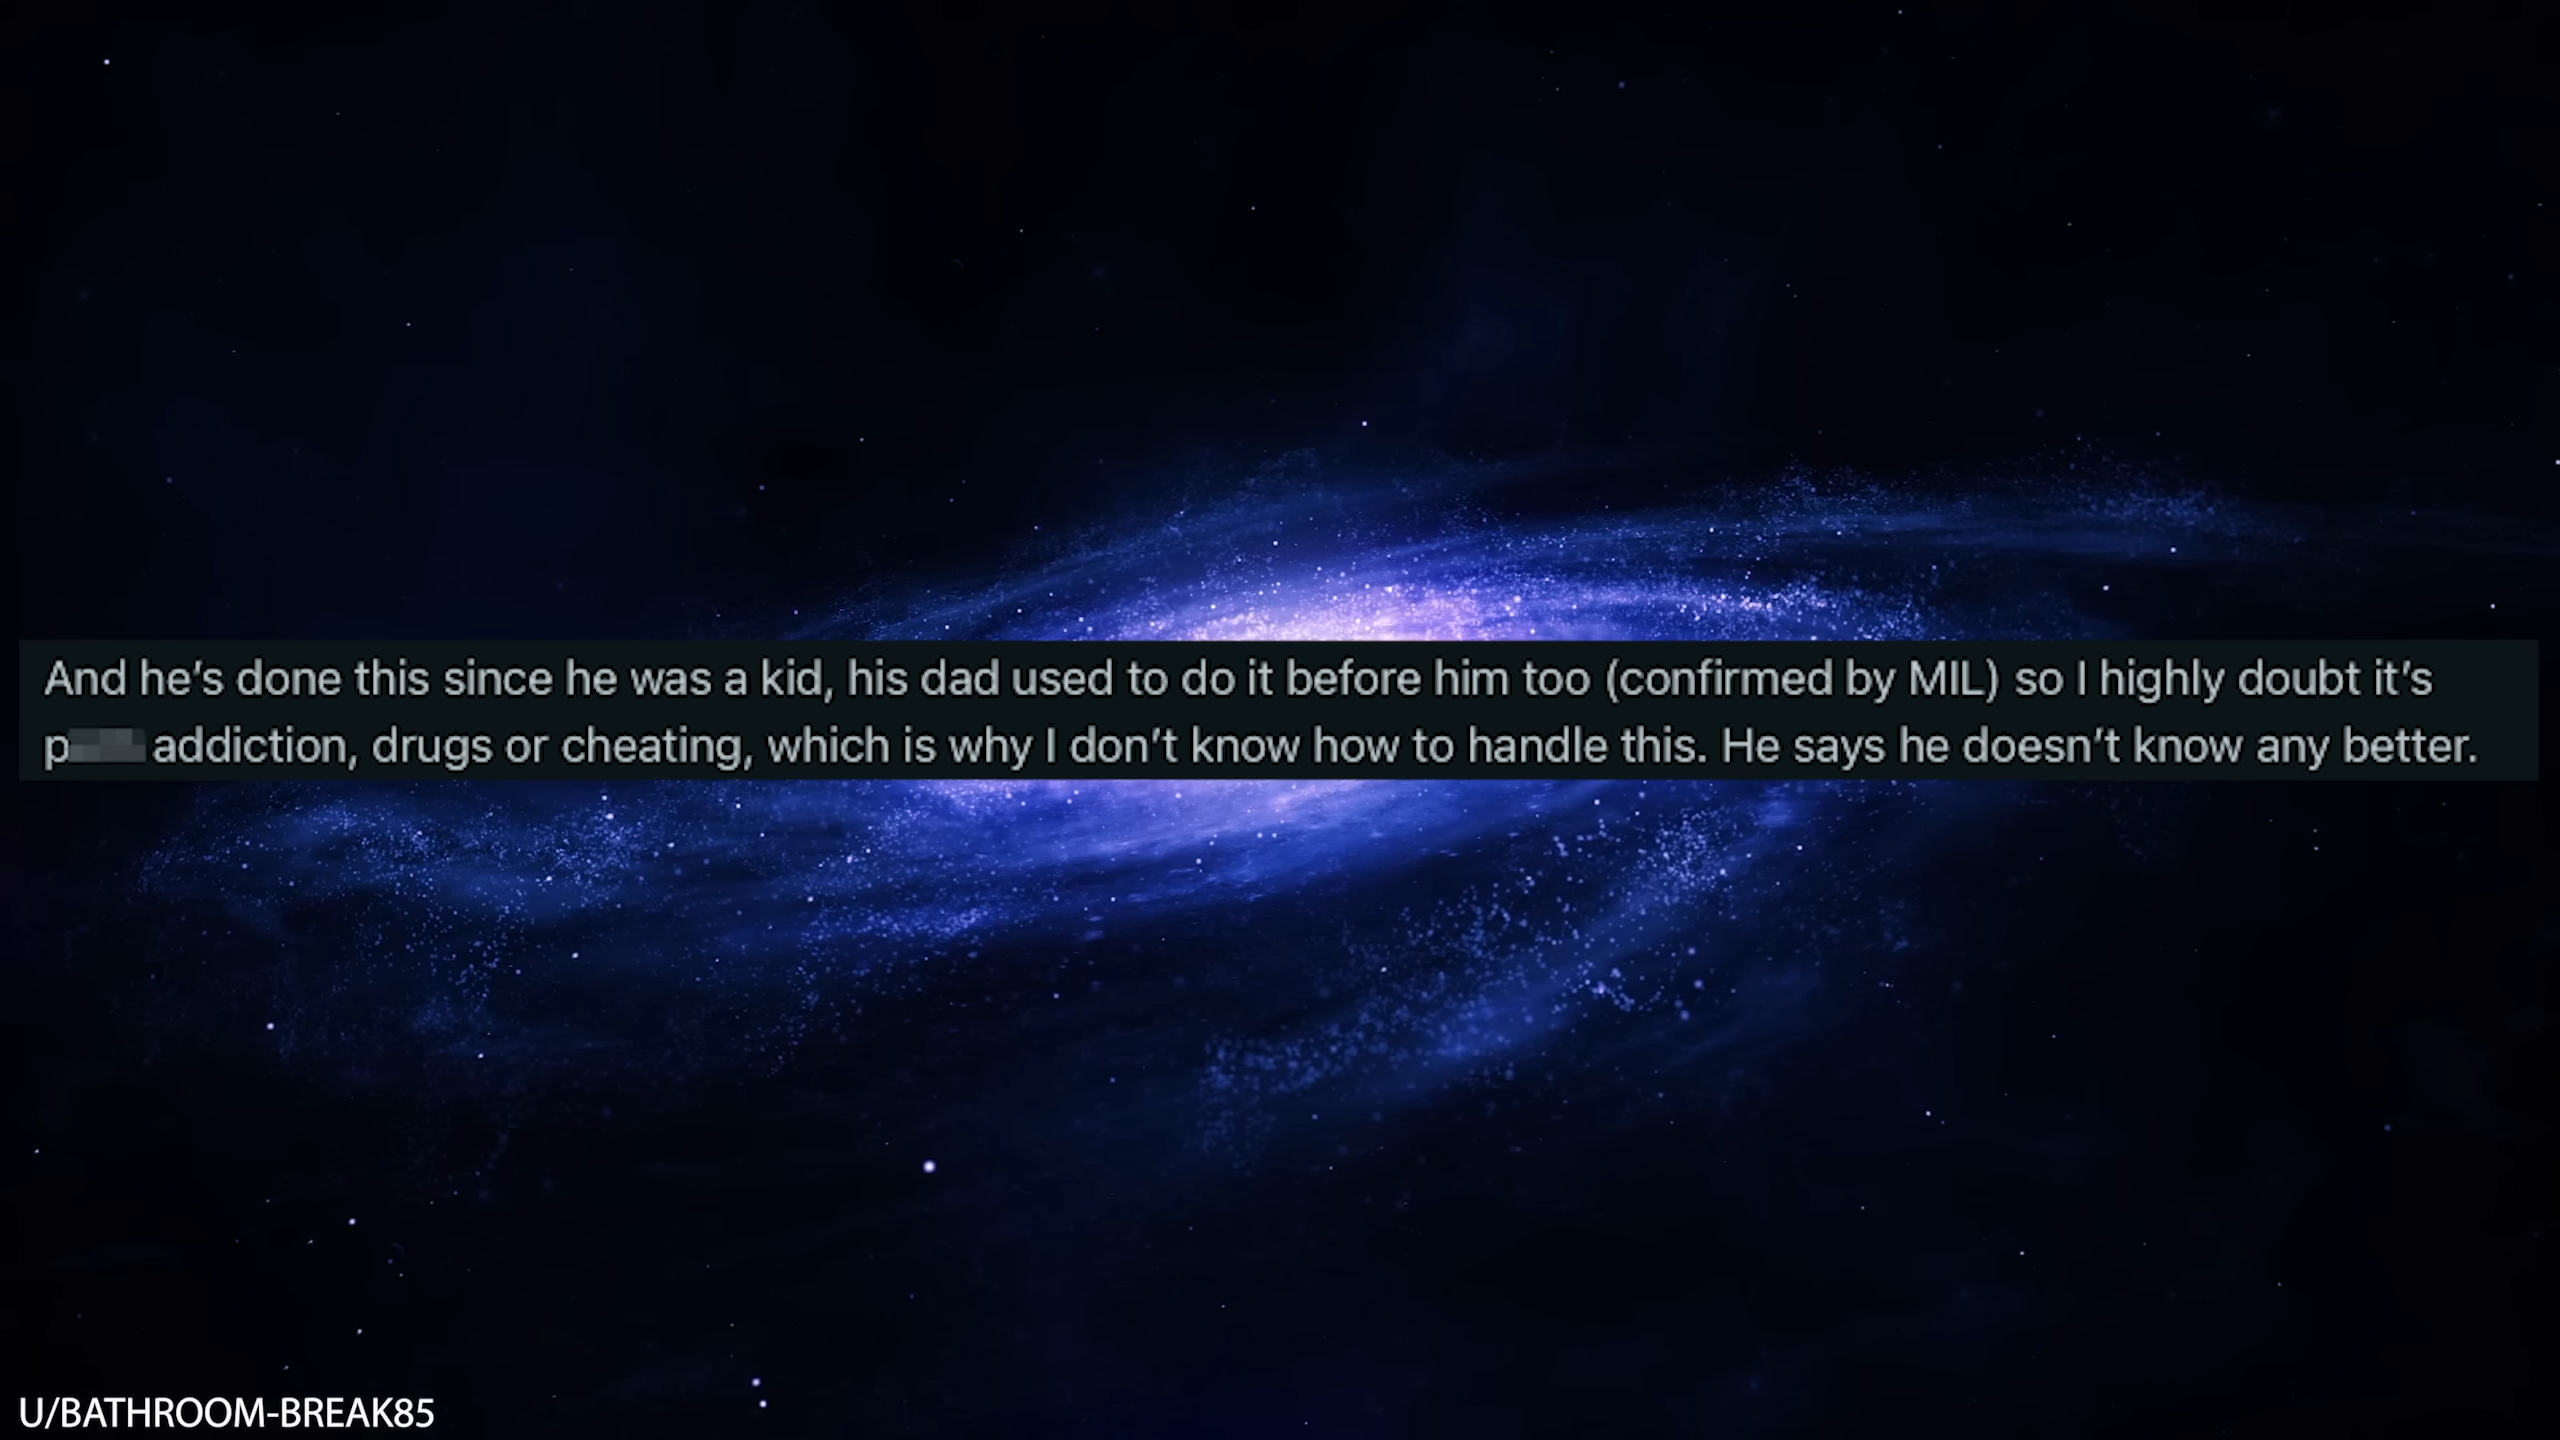 And he’s done this since he was a kid, his dad used to do it before him too (confirmed by MIL) so I highly doubt it’s
p addiction, drugs or cheating, which is why I don’t know how to handle this. He says he doesn’t know any better.
U/BATHROOM-BREAK85